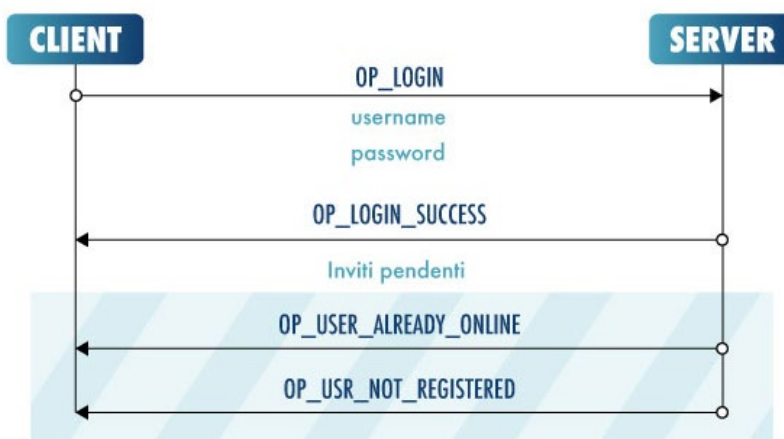 CLIENT
SERVER
OP_LOGIN
username
password
OP_LOGIN_SUCCESS
Inviti pendenti
OP_USER_ALREADY_ONLINE
OP_USR_NOT_REGISTERED